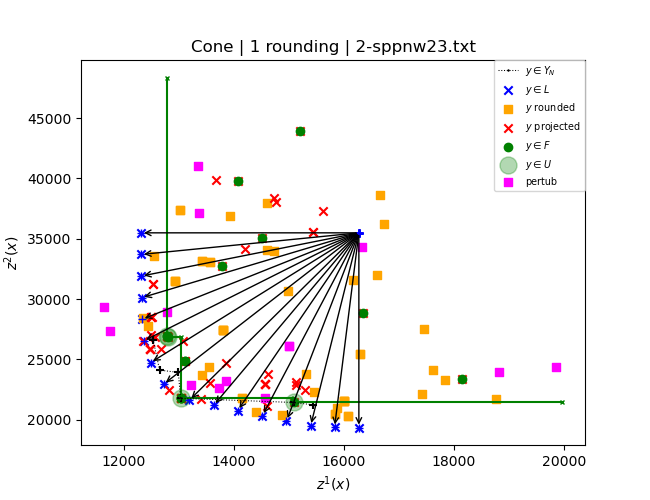 Cone | 1 rounding | 2-sppnw23.txt
z²(x)
45000
40000
35000
30000
25000
20000
12000 14000 16000 18000 20000
z¹(x)
y ∈ Y_N
y ∈ L
y rounded
y projected
y ∈ F
y ∈ U
pertub